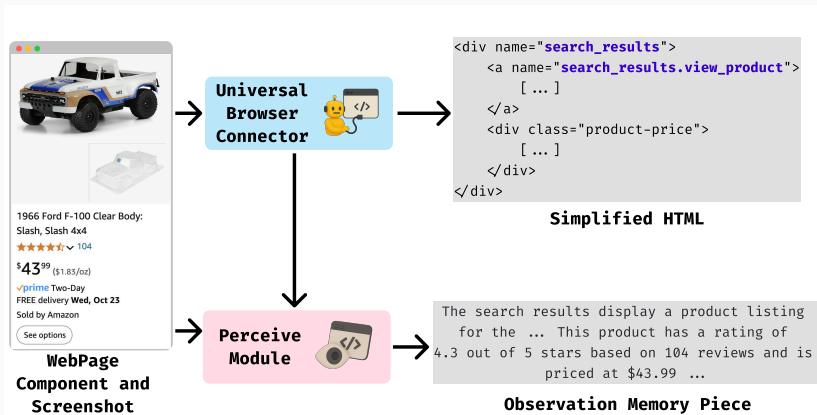 1966 Ford F-100 Clear Body:
Slash, Slash 4x4
104
$43.99 ($1.83/oz)
prime Two-Day
FREE delivery Wed, Oct 23
Sold by Amazon
See options
WebPage
Component and
Screenshot
Universal
Browser
Connector
</>
Perceive
Module
</>
<div name="search_results">
<a name="search_results.view_product">
[...]
</a>
<div class="product-price">
[...]
</div>
</div>
Simplified HTML
The search results display a product listing
for the ... This product has a rating of
4.3 out of 5 stars based on 104 reviews and is
priced at $43.99 ...
Observation Memory Piece